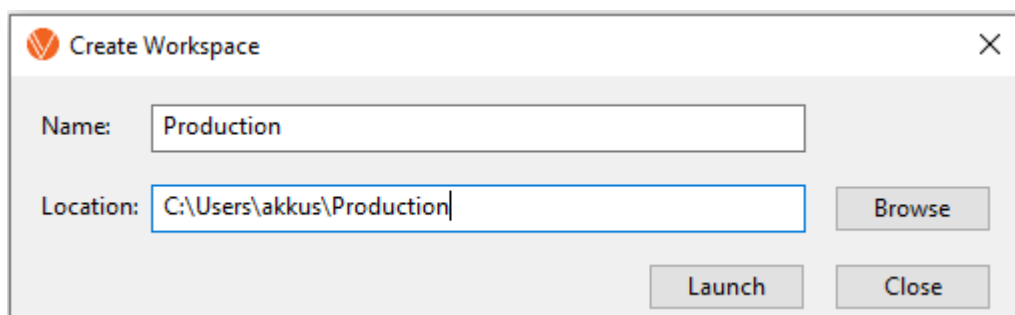 Create Workspace
Name: Production
Location: C:\Users\akkus\Production Browse
Launch Close